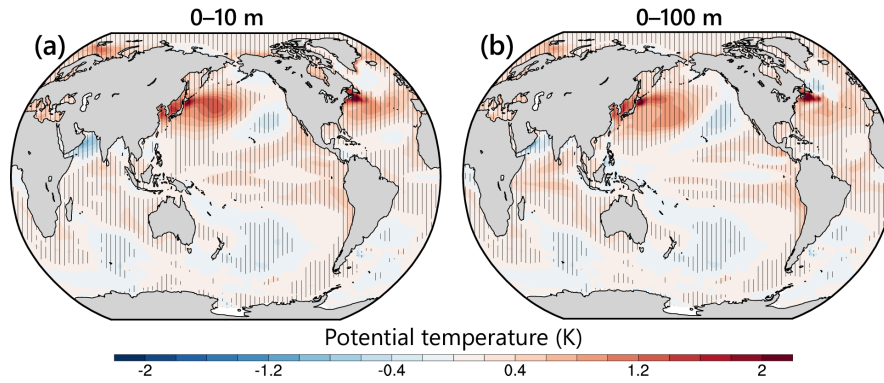 0–10 m
0–100 m
(a)
(b)
Potential temperature (K)
-2 -1.2 -0.4 0.4 1.2 2